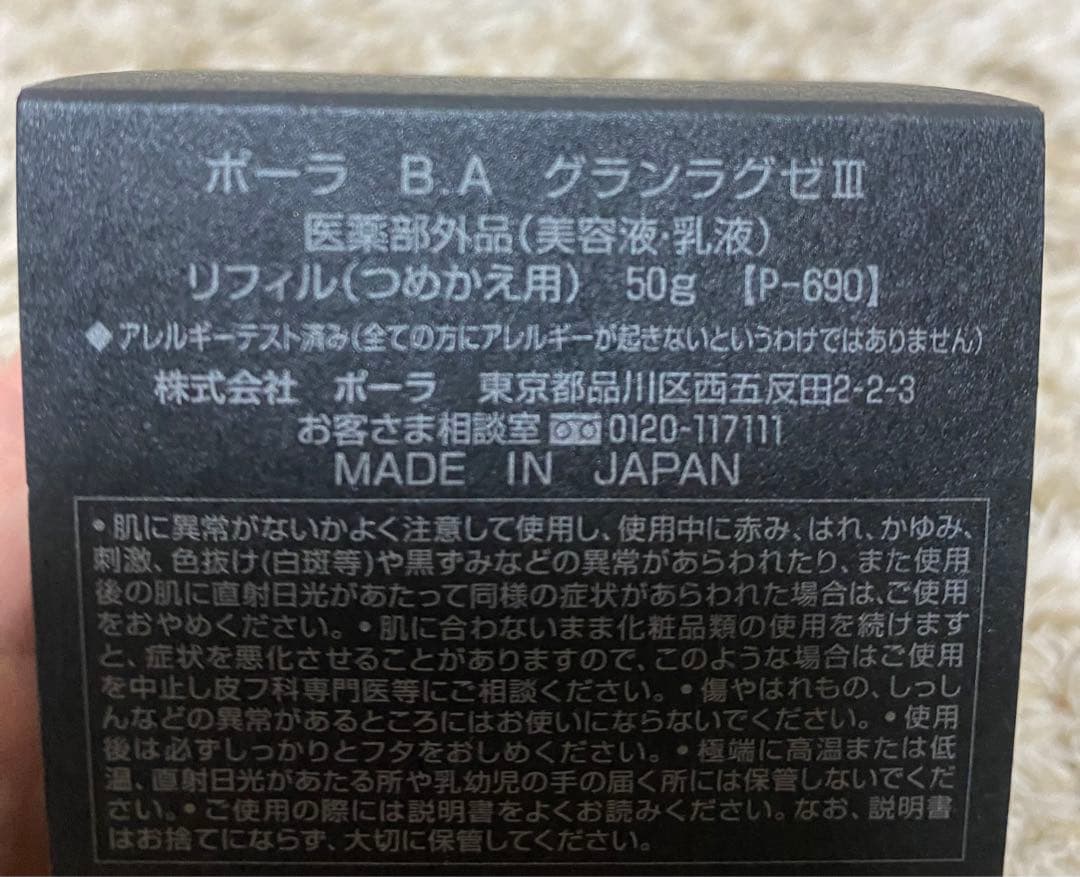 ポーラ B.A グランラグゼⅢ
医薬部外品(美容液・乳液)
リフィル(つめかえ用) 50g 【P-690】
◆アレルギーテスト済み(全ての方にアレルギーが起きないというわけではありません)
株式会社 ポーラ 東京都品川区西五反田2-2-3
お客さま相談室 0120-117111
MADE IN JAPAN
•肌に異常がないかよく注意して使用し、使用中に赤み、はれ、かゆみ、
刺激、色抜け(白斑等)や黒ずみなどの異常があらわれたり、また使用
後の肌に直射日光があたって同様の症状があらわれた場合は、ご使用
をおやめください。•肌に合わないまま化粧品類の使用を続けます
と、症状を悪化させることがありますので、このような場合はご使用
を中止し皮フ科専門医等にご相談ください。•傷やはれもの、しっし
んなどの異常があるところにはお使いにならないでください。•使用
後は必ずしっかりとフタをおしめください。•極端に高温または低
温、直射日光があたる所や乳幼児の手の届く所には保管しないでくだ
さい。•ご使用の際には説明書をよくお読みください。なお、説明書
はお捨てにならず、大切に保管してください。